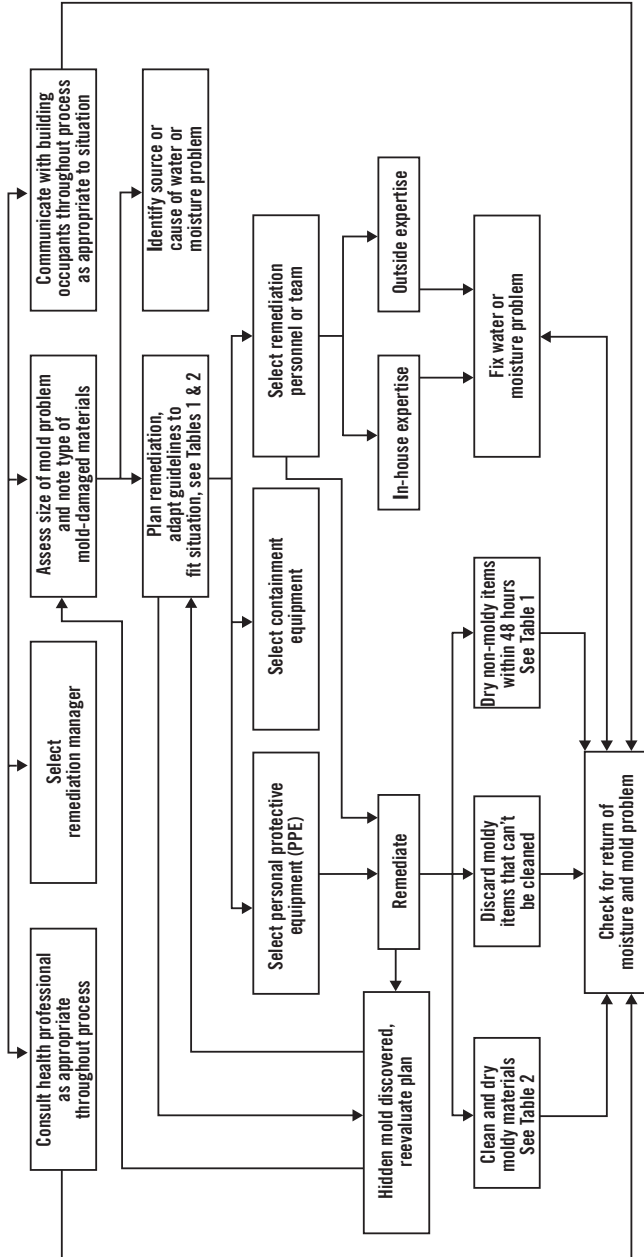 Consult health professional
as appropriate
throughout process
Select
remediation manager
Assess size of mold problem
and note type of
mold-damaged materials
Communicate with building
occupants throughout process
as appropriate to situation
Plan remediation,
adapt guidelines to
fit situation, see Tables 1 & 2
Identify source or
cause of water or
moisture problem
Select personal protective
equipment (PPE)
Select containment
equipment
Select remediation
personnel or team
Hidden mold discovered,
reevaluate plan
Remediate
In-house expertise
Outside expertise
Clean and dry
moldy materials
See Table 2
Discard moldy
items that can't
be cleaned
Dry non-moldy items
within 48 hours
See Table 1
Fix water or
moisture problem
Check for return of
moisture and mold problem